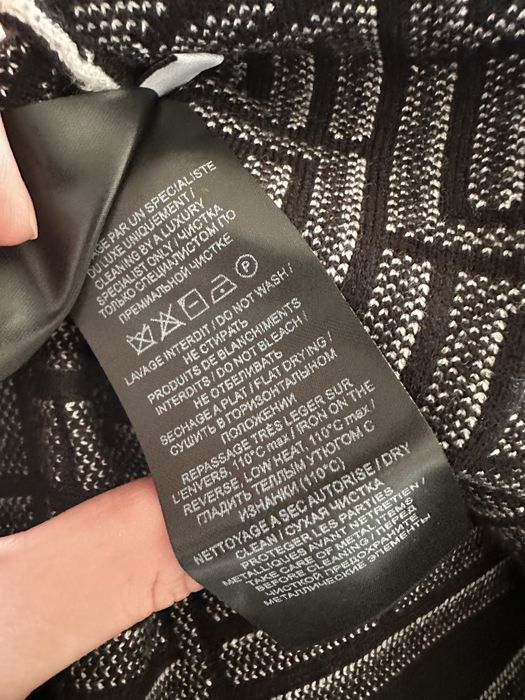 GE PAR UN SPECIALISTE
DU LUXE UNIQUEMENT /
CLEANING BY A LUXURY
SPECIALIST ONLY / ЧИСТКА
ТОЛЬКО СПЕЦИАЛИСТОМ ПО
ПРЕМИАЛЬНОЙ ЧИСТКЕ
P
LAVAGE INTERDIT / DO NOT WASH /
НЕ СТИРАТЬ
PRODUITS DE BLANCHIMENTS
INTERDITS / DO NOT BLEACH /
НЕ ОТБЕЛИВАТЬ
SECHAGE A PLAT / FLAT DRYING /
СУШИТЬ В ГОРИЗОНТАЛЬНОМ
ПОЛОЖЕНИИ
REPASSAGE TRÈS LEGER SUR
L'ENVERS, 110°C max / IRON ON THE
REVERSE, LOW HEAT, 110°C max /
ГЛАДИТЬ ТЕПЛЫМ УТЮГОМ С
ИЗНАНКИ (110°C)
NETTOYAGE A SEC AUTORISE / DRY
CLEAN / СУХАЯ ЧИСТКА
PROTEGER LES PARTIES
METALLIQUES AVANT NETTRETIEN /
TAKE CARE OF METAL ITEMS
BEFORE CLEANING / ПЕРЕД
ЧИСТКОЙ ПРЕДОХРАНИТЕ
МЕТАЛЛИЧЕСКИЕ ЭЛЕМЕНТЫ